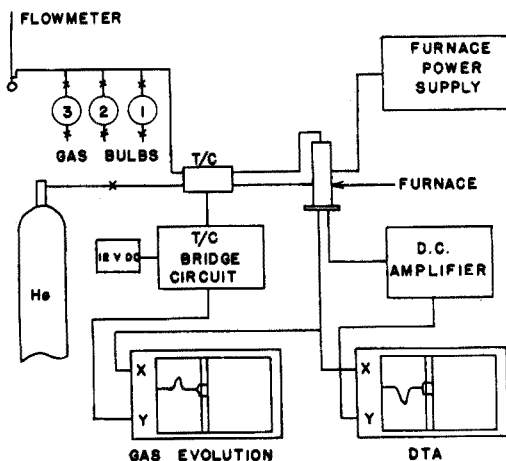 FLOWMETER
FURNACE
POWER
SUPPLY
3 2 1
GAS BULBS
T/C
FURNACE
T/C
BRIDGE
CIRCUIT
12 V DC
D.C.
AMPLIFIER
He
X
Y
X
Y
GAS EVOLUTION
DTA